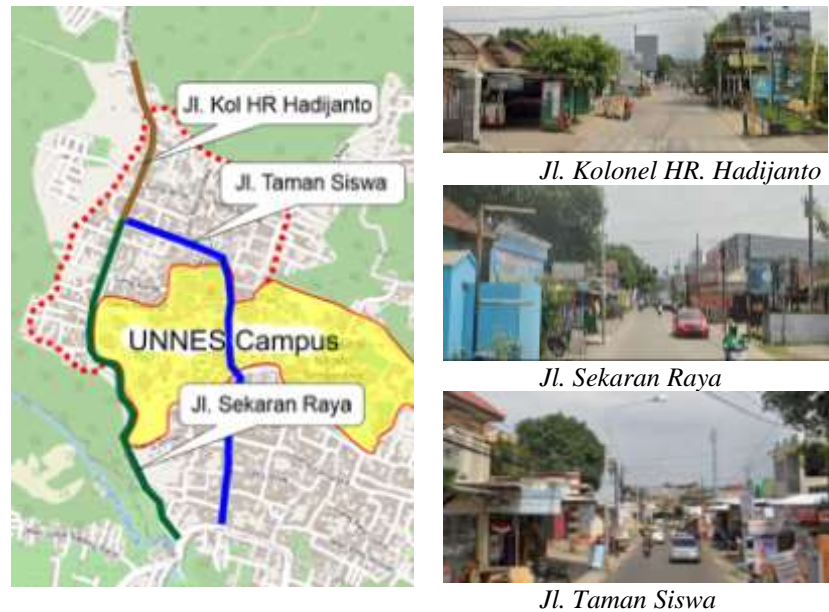 Jl. Kol HR Hadijanto
Jl. Taman Siswa
UNNES Campus
Jl. Sekaran Raya
Jl. Kolonel HR. Hadijanto
Jl. Sekaran Raya
Jl. Taman Siswa